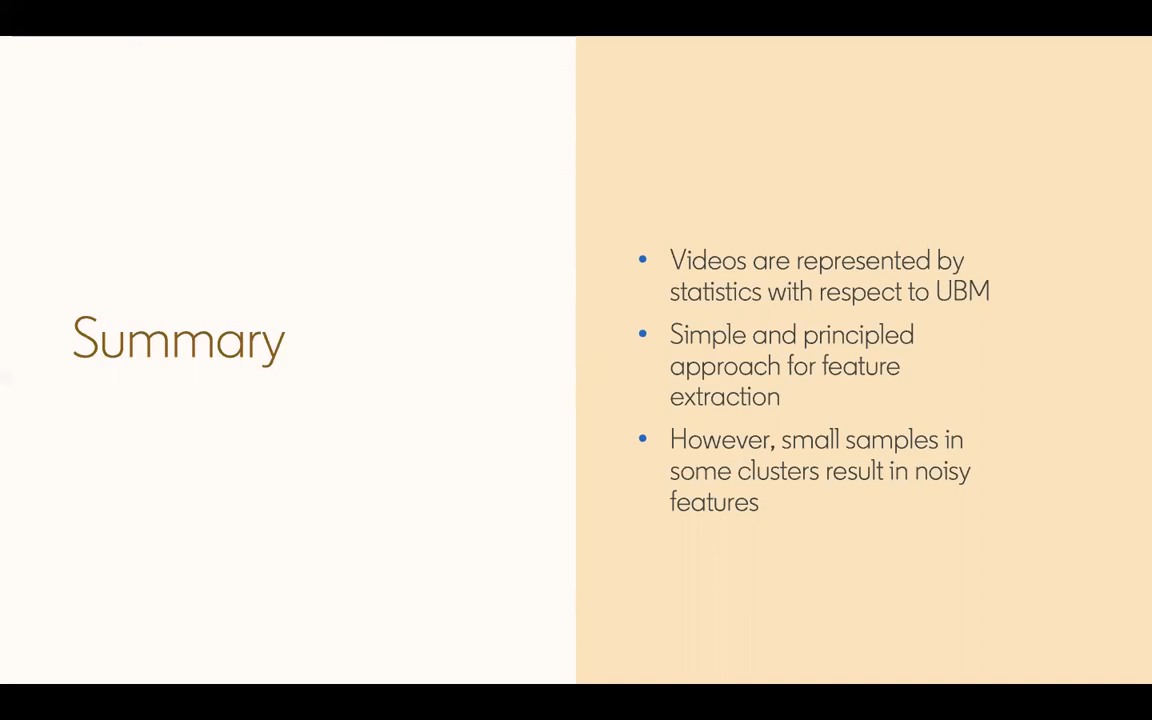 Summary
• Videos are represented by
statistics with respect to UBM
• Simple and principled
approach for feature
extraction
• However, small samples in
some clusters result in noisy
features